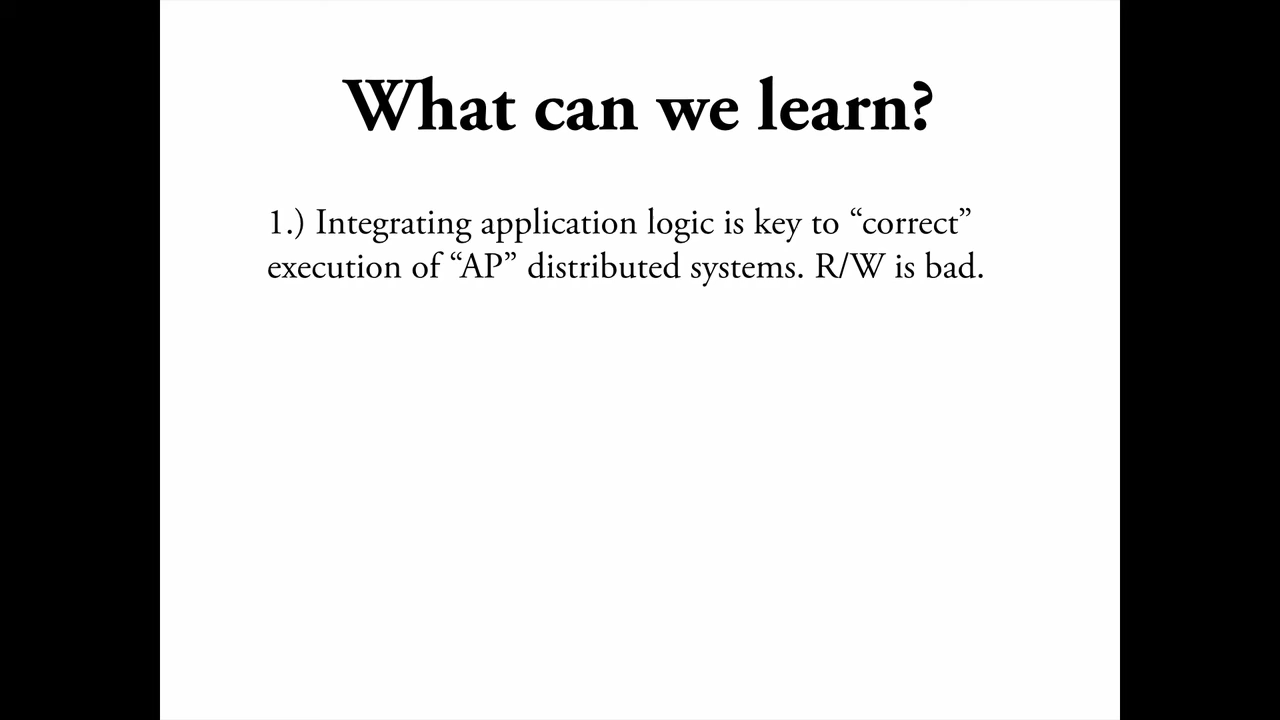 What can we learn?
1.) Integrating application logic is key to “correct”
execution of “AP” distributed systems. R/W is bad.